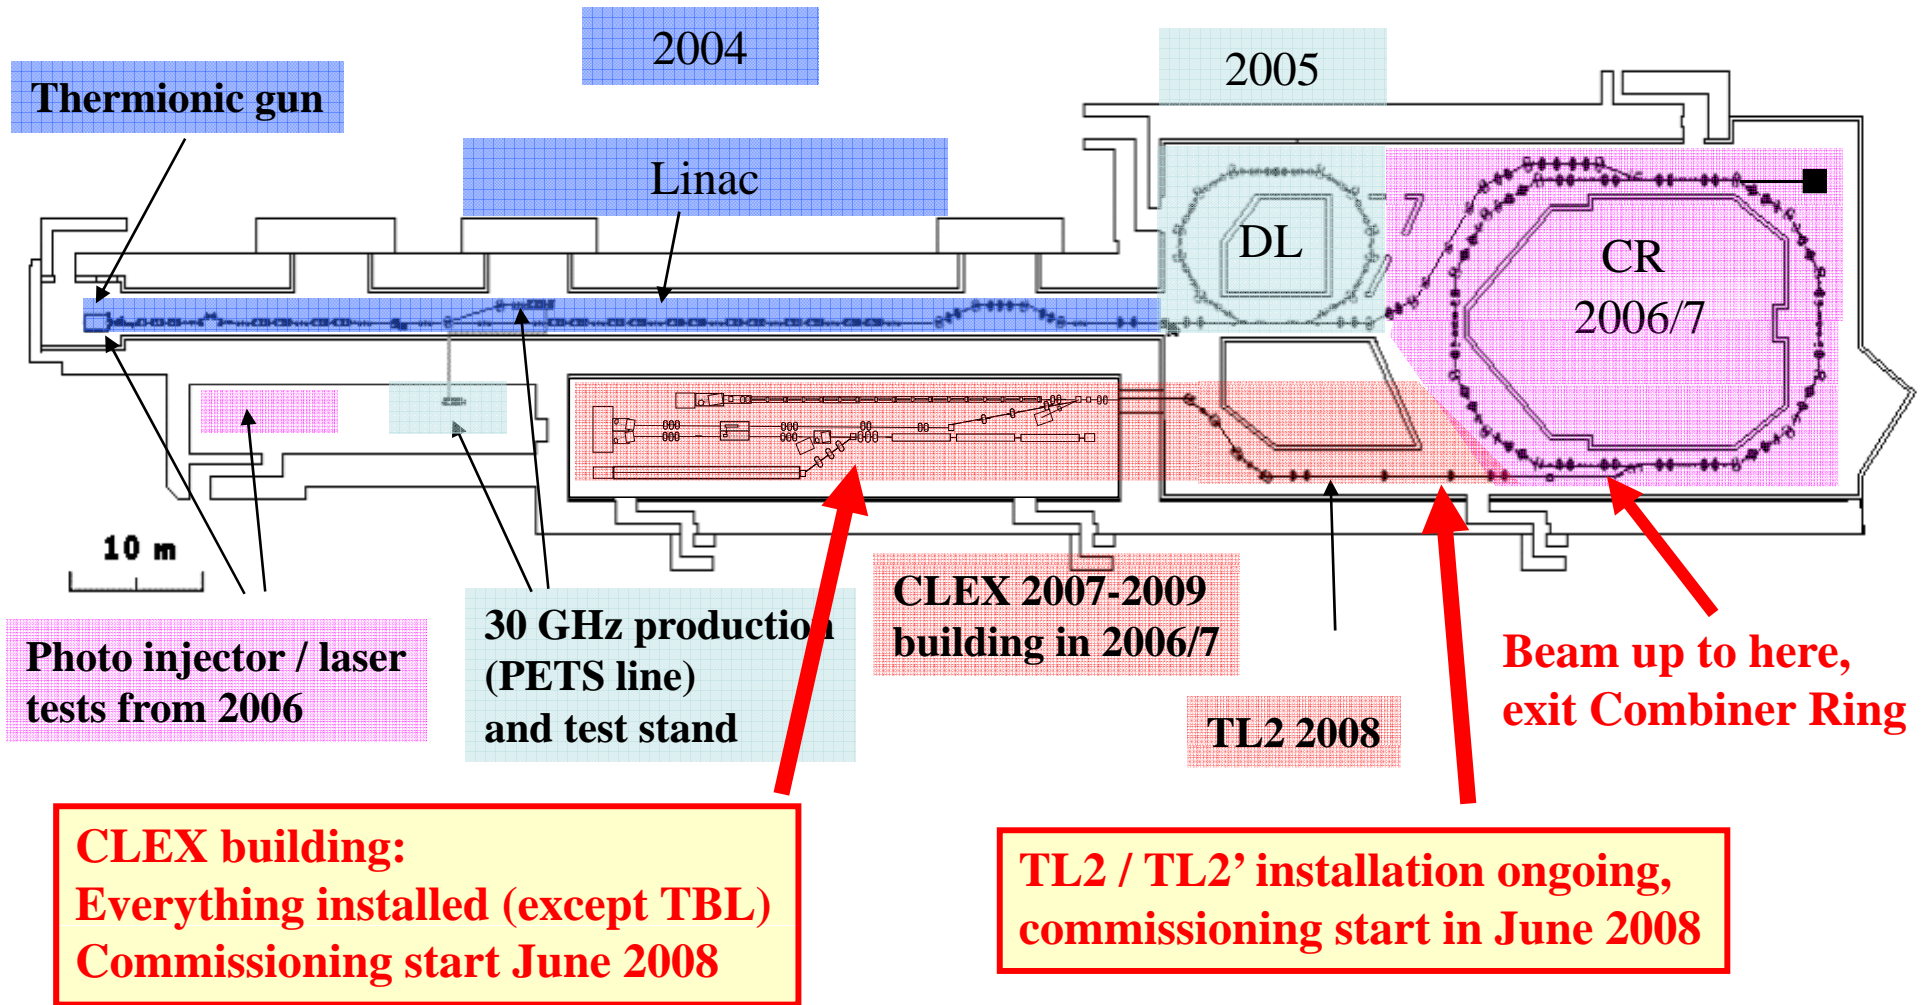 2004
2005
Thermionic gun
Linac
DL
CR
2006/7
10 m
Photo injector / laser
tests from 2006
30 GHz production
(PETS line)
and test stand
CLEX 2007-2009
building in 2006/7
TL2 2008
Beam up to here,
exit Combiner Ring
CLEX building:
Everything installed (except TBL)
Commissioning start June 2008
TL2 / TL2’ installation ongoing,
commissioning start in June 2008